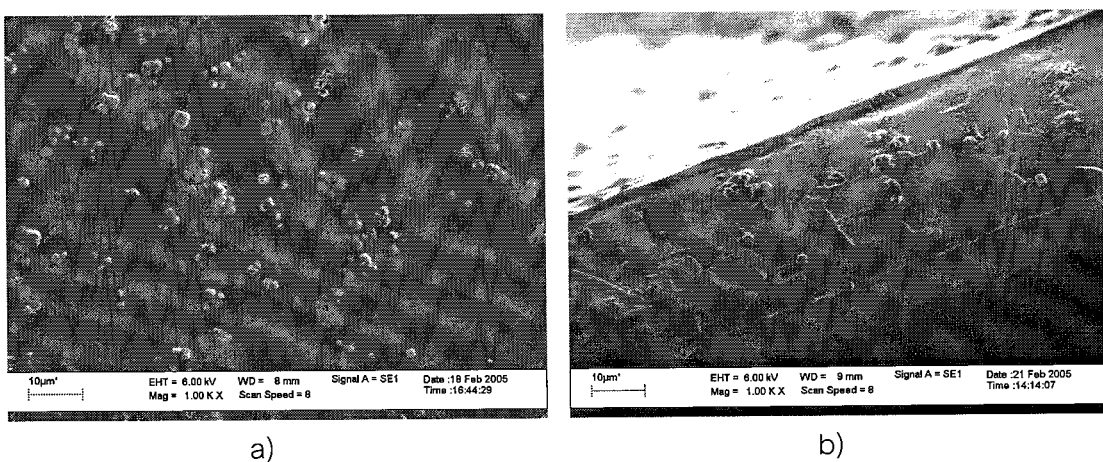 10µm*
EHT = 6.00 kV WD = 8 mm Signal A = SE1 Date :18 Feb 2005
Mag = 1.00 K X Scan Speed = 8 Time :16:44:29
10µm*
EHT = 6.00 kV WD = 9 mm Signal A = SE1 Date :21 Feb 2005
Mag = 1.00 K X Scan Speed = 8 Time :14:14:07
a)
b)